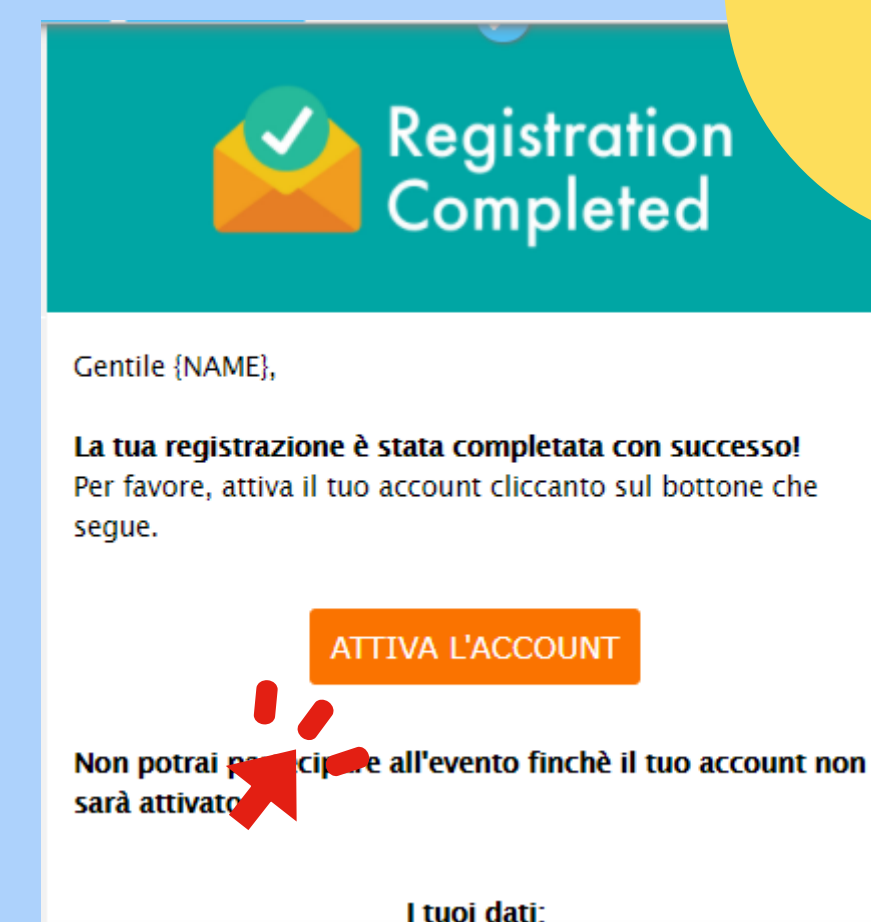 Registration
Completed
Gentile {NAME},
La tua registrazione è stata completata con successo!
Per favore, attiva il tuo account cliccanto sul bottone che
segue.
ATTIVA L'ACCOUNT
Non potrai partecipare all'evento finchè il tuo account non
sarà attivato
I tuoi dati: